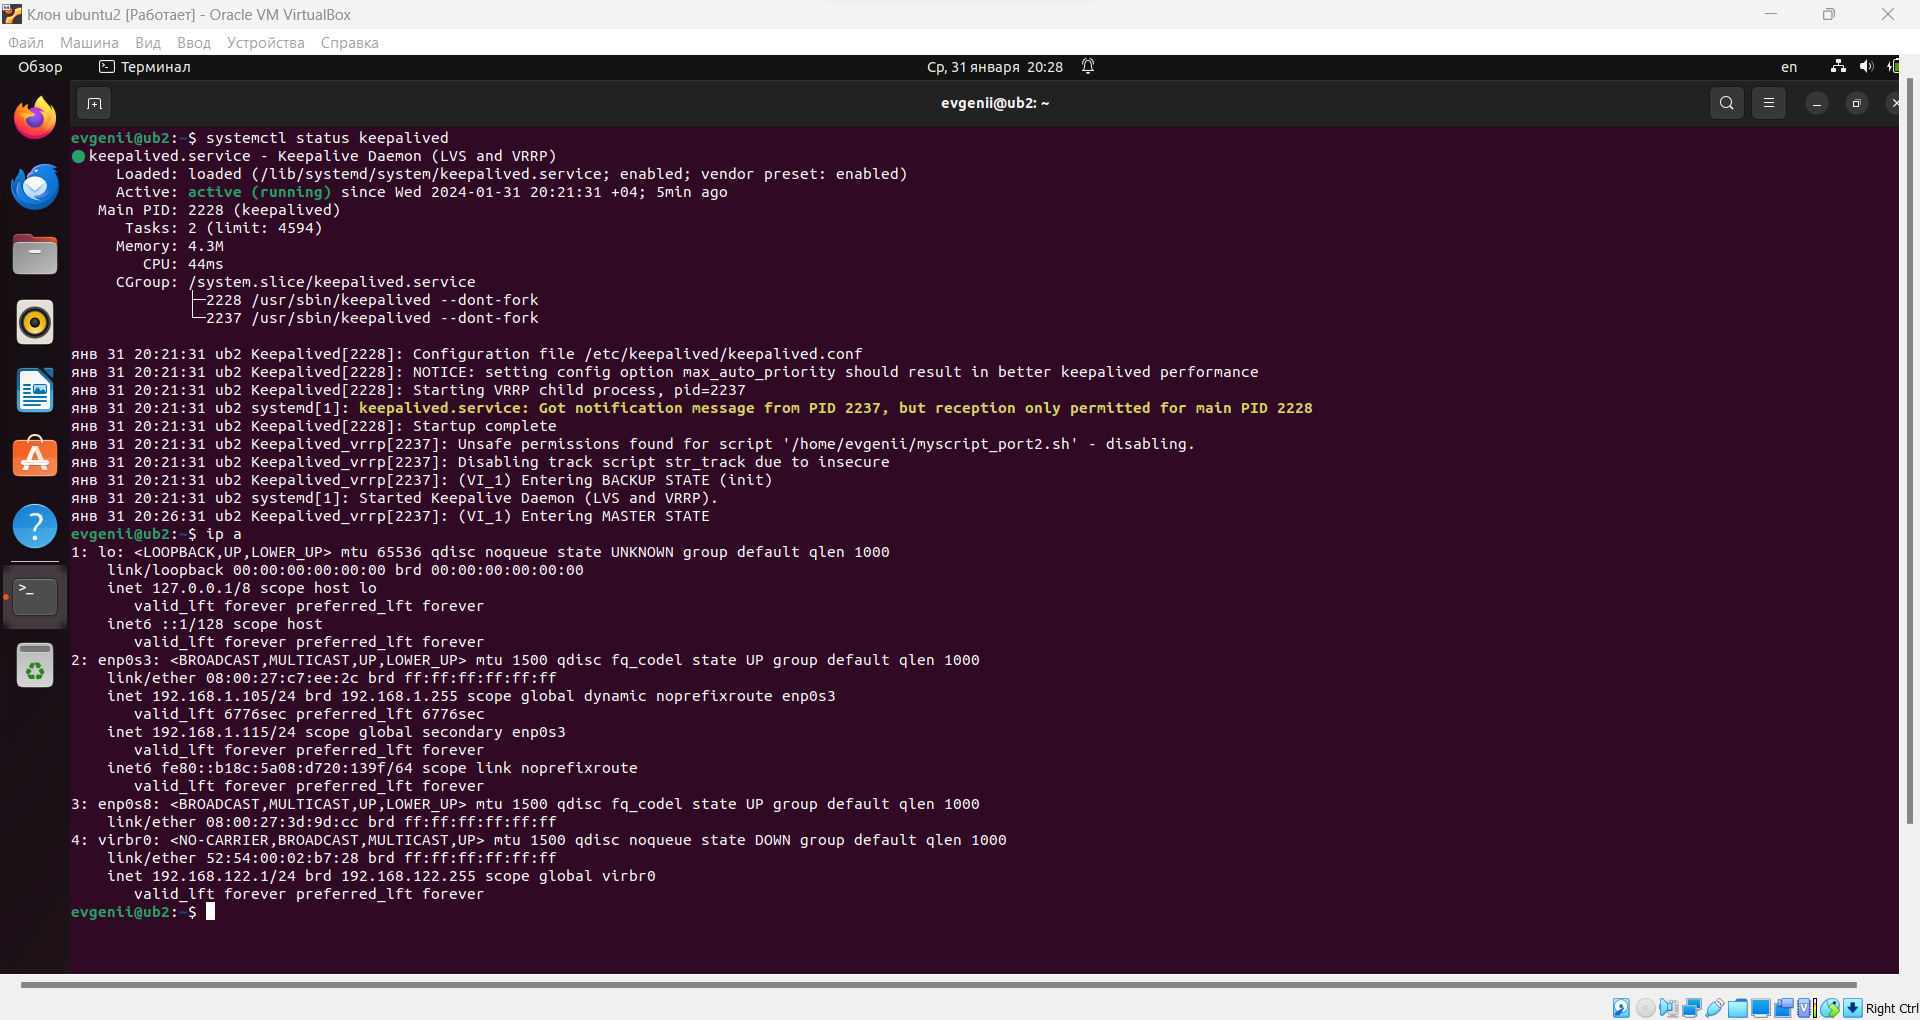 Клон ubuntu2 [Работает] - Oracle VM VirtualBox
Файл Машина Вид Ввод Устройства Справка
Обзор Терминал Ср, 31 января 20:28 en
evgenii@ub2: ~
evgenii@ub2:~$ systemctl status keepalived
keepalived.service - Keepalive Daemon (LVS and VRRP)
Loaded: loaded (/lib/systemd/system/keepalived.service; enabled; vendor preset: enabled)
Active: active (running) since Wed 2024-01-31 20:21:31 +04; 5min ago
Main PID: 2228 (keepalived)
Tasks: 2 (limit: 4594)
Memory: 4.3M
CPU: 44ms
CGroup: /system.slice/keepalived.service
├─2228 /usr/sbin/keepalived --dont-fork
└─2237 /usr/sbin/keepalived --dont-fork
янв 31 20:21:31 ub2 Keepalived[2228]: Configuration file /etc/keepalived/keepalived.conf
янв 31 20:21:31 ub2 Keepalived[2228]: NOTICE: setting config option max_auto_priority should result in better keepalived performance
янв 31 20:21:31 ub2 Keepalived[2228]: Starting VRRP child process, pid=2237
янв 31 20:21:31 ub2 systemd[1]: keepalived.service: Got notification message from PID 2237, but reception only permitted for main PID 2228
янв 31 20:21:31 ub2 Keepalived[2228]: Startup complete
янв 31 20:21:31 ub2 Keepalived_vrrp[2237]: Unsafe permissions found for script '/home/evgenii/myscript_port2.sh' - disabling.
янв 31 20:21:31 ub2 Keepalived_vrrp[2237]: Disabling track script str_track due to insecure
янв 31 20:21:31 ub2 Keepalived_vrrp[2237]: (VI_1) Entering BACKUP STATE (init)
янв 31 20:21:31 ub2 systemd[1]: Started Keepalive Daemon (LVS and VRRP).
янв 31 20:26:31 ub2 Keepalived_vrrp[2237]: (VI_1) Entering MASTER STATE
evgenii@ub2:~$ ip a
1: lo: <LOOPBACK,UP,LOWER_UP> mtu 65536 qdisc noqueue state UNKNOWN group default qlen 1000
link/loopback 00:00:00:00:00:00 brd 00:00:00:00:00:00
inet 127.0.0.1/8 scope host lo
valid_lft forever preferred_lft forever
inet6 ::1/128 scope host
valid_lft forever preferred_lft forever
2: enp0s3: <BROADCAST,MULTICAST,UP,LOWER_UP> mtu 1500 qdisc fq_codel state UP group default qlen 1000
link/ether 08:00:27:c7:ee:2c brd ff:ff:ff:ff:ff:ff
inet 192.168.1.105/24 brd 192.168.1.255 scope global dynamic noprefixroute enp0s3
valid_lft 6776sec preferred_lft 6776sec
inet 192.168.1.115/24 scope global secondary enp0s3
valid_lft forever preferred_lft forever
inet6 fe80::b18c:5a08:d720:139f/64 scope link noprefixroute
valid_lft forever preferred_lft forever
3: enp0s8: <BROADCAST,MULTICAST,UP,LOWER_UP> mtu 1500 qdisc fq_codel state UP group default qlen 1000
link/ether 08:00:27:3d:9d:cc brd ff:ff:ff:ff:ff:ff
4: virbr0: <NO-CARRIER,BROADCAST,MULTICAST,UP> mtu 1500 qdisc noqueue state DOWN group default qlen 1000
link/ether 52:54:00:02:b7:28 brd ff:ff:ff:ff:ff:ff
inet 192.168.122.1/24 brd 192.168.122.255 scope global virbr0
valid_lft forever preferred_lft forever
evgenii@ub2:~$
Right Ctrl